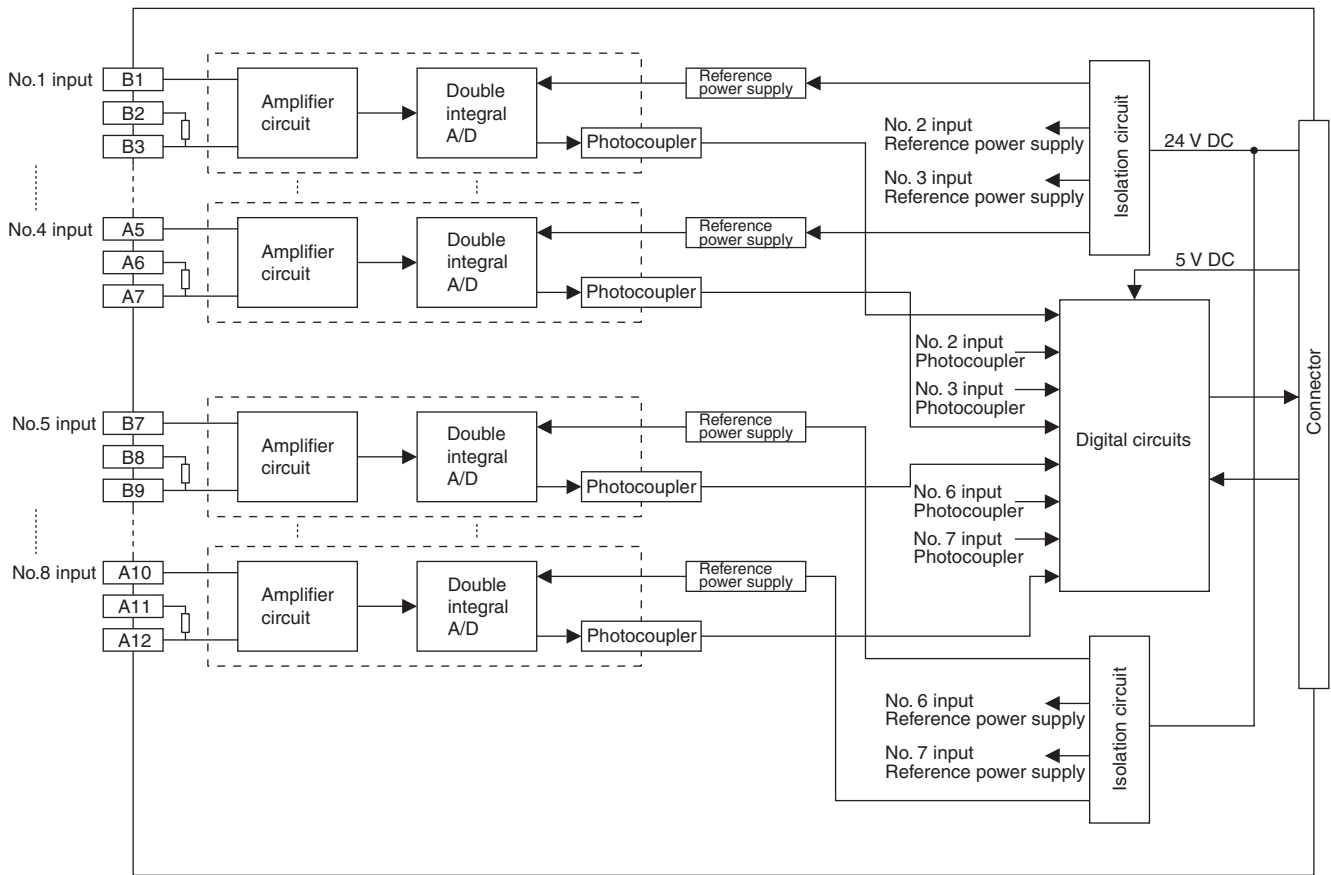 No.1 input
B1
B2
B3
Amplifier
circuit
Double
integral
A/D
Reference
power supply
Photocoupler
No. 2 input
Reference power supply
No. 3 input
Reference power supply
Isolation circuit
24 V DC
No.4 input
A5
A6
A7
Amplifier
circuit
Double
integral
A/D
Reference
power supply
Photocoupler
5 V DC
No. 2 input
Photocoupler
No. 3 input
Photocoupler
Digital circuits
Connector
No.5 input
B7
B8
B9
Amplifier
circuit
Double
integral
A/D
Reference
power supply
Photocoupler
No. 6 input
Photocoupler
No. 7 input
Photocoupler
No.8 input
A10
A11
A12
Amplifier
circuit
Double
integral
A/D
Reference
power supply
Photocoupler
No. 6 input
Reference power supply
No. 7 input
Reference power supply
Isolation circuit